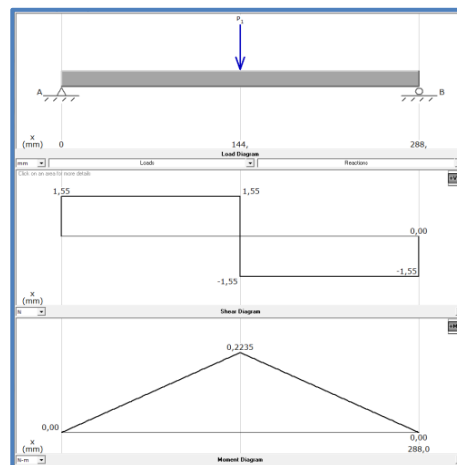 P1
A
B
x
(mm)
0
144,
288,
Load Diagram
mm
Loads
Reactions
Click on an area for more details
1,55
1,55
0,00
-1,55
-1,55
x
(mm)
N
Shear Diagram
0,2235
0,00
0,00
x
(mm)
288,0
N-m
Moment Diagram